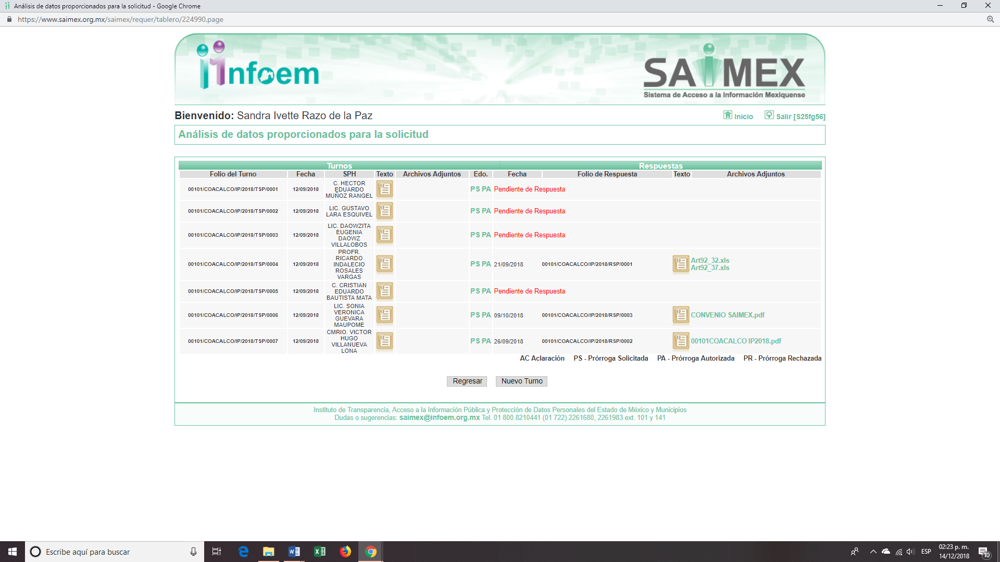 Análisis de datos proporcionados para la solicitud - Google Chrome
https://www.saimex.org.mx/saimex/requer/tablero/224990.page
infoem
SAIMEX
Sistema de Acceso a la Información Mexiquense
Bienvenido: Sandra Ivette Razo de la Paz
Inicio Salir [S25fg56]
Análisis de datos proporcionados para la solicitud
Turnos Respuestas
Folio del Turno Fecha SPH Texto Archivos Adjuntos Edo. Fecha Folio de Respuesta Texto Archivos Adjuntos
00101/COACALCO/IP/2018/TSP/0001 12/09/2018 C. HECTOR EDUARDO MUÑOZ RANGEL PS PA Pendiente de Respuesta
00101/COACALCO/IP/2018/TSP/0002 12/09/2018 LIC. GUSTAVO LARA ESQUIVEL PS PA Pendiente de Respuesta
00101/COACALCO/IP/2018/TSP/0003 12/09/2018 LIC. DAOWZITA EUGENIA DAOWZ VILLALOBOS PS PA Pendiente de Respuesta
00101/COACALCO/IP/2018/TSP/0004 12/09/2018 PROFR. RICARDO INDALECIO ROSALES VARGAS PS PA 21/09/2018 00101/COACALCO/IP/2018/RSP/0001 Art92_32.xls Art92_37.xls
00101/COACALCO/IP/2018/TSP/0005 12/09/2018 C. CRISTIAN EDUARDO BAUTISTA MATA PS PA Pendiente de Respuesta
00101/COACALCO/IP/2018/TSP/0006 12/09/2018 LIC. SONIA VERONICA GUEVARA MAUPOME PS PA 09/10/2018 00101/COACALCO/IP/2018/RSP/0003 CONVENIO SAIMEX.pdf
00101/COACALCO/IP/2018/TSP/0007 12/09/2018 CMRIO. VICTOR HUGO VILLANUEVA LONA PS PA 26/09/2018 00101/COACALCO/IP/2018/RSP/0002 00101COACALCO IP2018.pdf
AC Aclaración PS - Prórroga Solicitada PA - Prórroga Autorizada PR - Prórroga Rechazada
Regresar Nuevo Turno
Instituto de Transparencia, Acceso a la Información Pública y Protección de Datos Personales del Estado de México y Municipios
Dudas o sugerencias: saimex@infoem.org.mx Tel. 01 800 8210441 (01 722) 2261680, 2261983 ext. 101 y 141
Escribe aquí para buscar
ESP
02:23 p. m.
14/12/2018
10